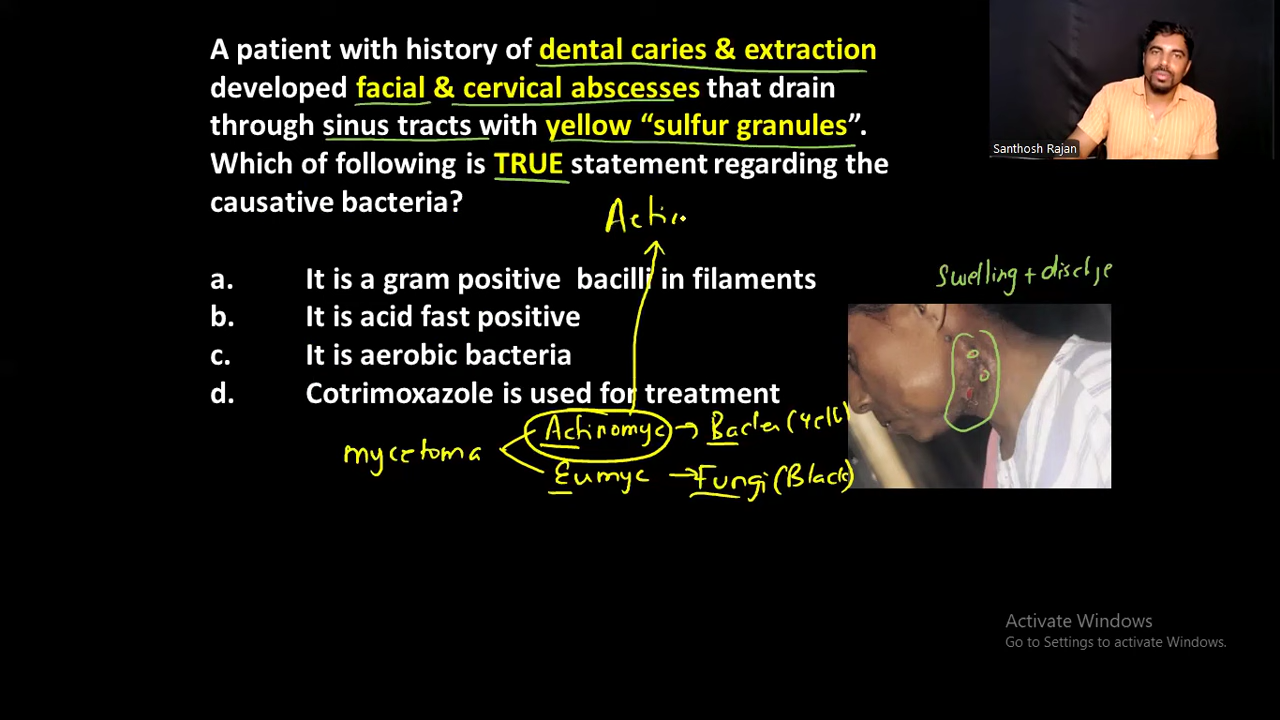 A patient with history of dental caries & extraction
developed facial & cervical abscesses that drain
through sinus tracts with yellow “sulfur granules”.
Which of following is TRUE statement regarding the
causative bacteria?
Santhosh Rajan
Acti
a. It is a gram positive bacilli in filaments
b. It is acid fast positive
c. It is aerobic bacteria
d. Cotrimoxazole is used for treatment
Swelling +
mycetoma
Actinomyc → Bacter
Eumyc → Fungi (Black)
Activate Windows
Go to Settings to activate Windows.